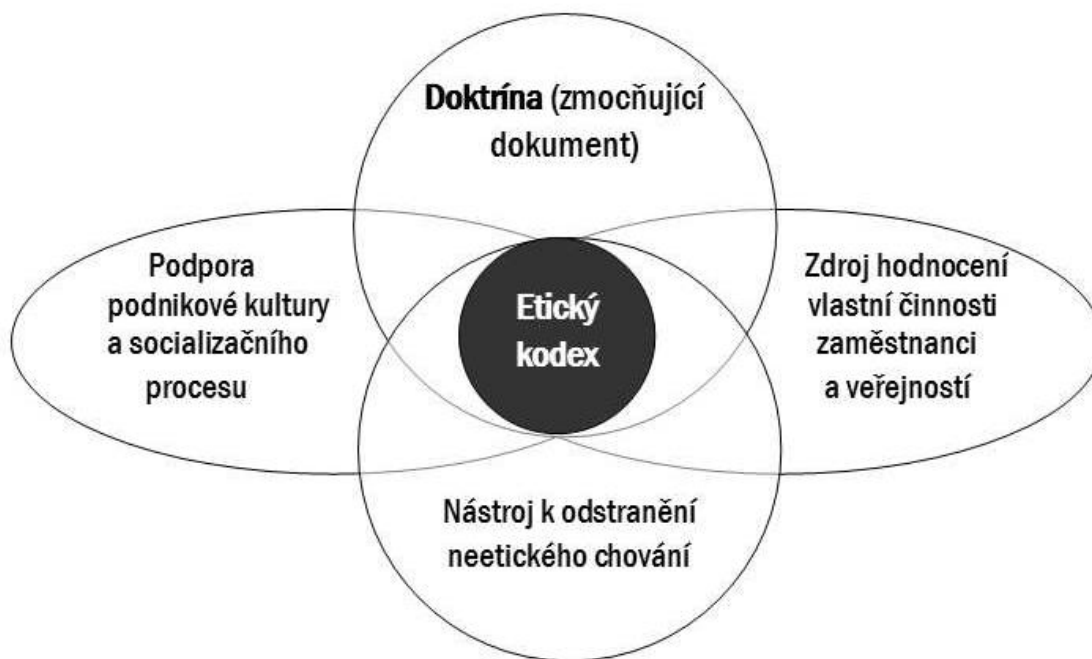 Doktrína (zmocňující
dokument)
Podpora
podnikové kultury
a socializačního
procesu
Etický
kodex
Zdroj hodnocení
vlastní činnosti
zaměstnanci
a veřejností
Nástroj k odstranění
neetického chování